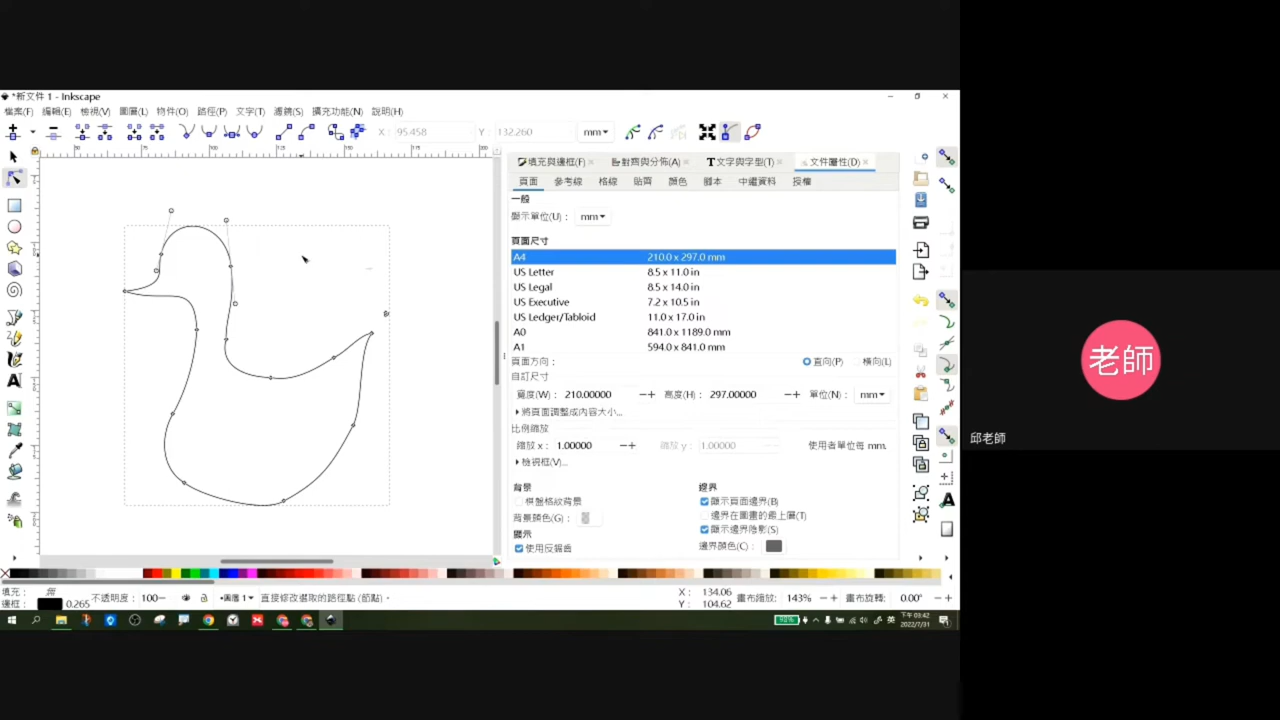 *新文件 1 - Inkscape
檔案(F) 編輯(E) 檢視(V) 圖層(L) 物件(O) 路徑(P) 文字(T) 濾鏡(S) 擴充功能(N) 說明(H)
X: 95.458 Y: 132.260 mm
填充與邊框(F) 對齊與分佈(A) 文字與字型(T) 文件屬性(D)
頁面 參考線 格線 貼齊 顏色 腳本 中繼資料 授權
一般
顯示單位(U): mm
頁面尺寸
A4 210.0 x 297.0 mm
US Letter 8.5 x 11.0 in
US Legal 8.5 x 14.0 in
US Executive 7.2 x 10.5 in
US Ledger/Tabloid 11.0 x 17.0 in
A0 841.0 x 1189.0 mm
A1 594.0 x 841.0 mm
頁面方向: 直向(P) 橫向(L)
自訂尺寸
寬度(W): 210.00000 高度(H): 297.00000 單位(N): mm
將頁面調整成內容大小...
比例縮放
縮放 x: 1.00000 縮放 y: 1.00000 使用者單位每 mm.
檢視框(V)...
背景 邊界
棋盤格紋背景 顯示頁面邊界(B)
背景顏色(G): 邊界在圖畫的最上層(T)
顯示 顯示邊界陰影(S)
使用反鋸齒 邊界顏色(C):
填充: 無
邊框: 0.265 不透明度: 100 圖層 1 直接修改選取的路徑點 (節點)。 X: 134.06 Y: 104.62 畫布縮放: 143% 畫布旋轉: 0.00°
98% 英 下午 03:42
2022/7/31
老師
邱老師